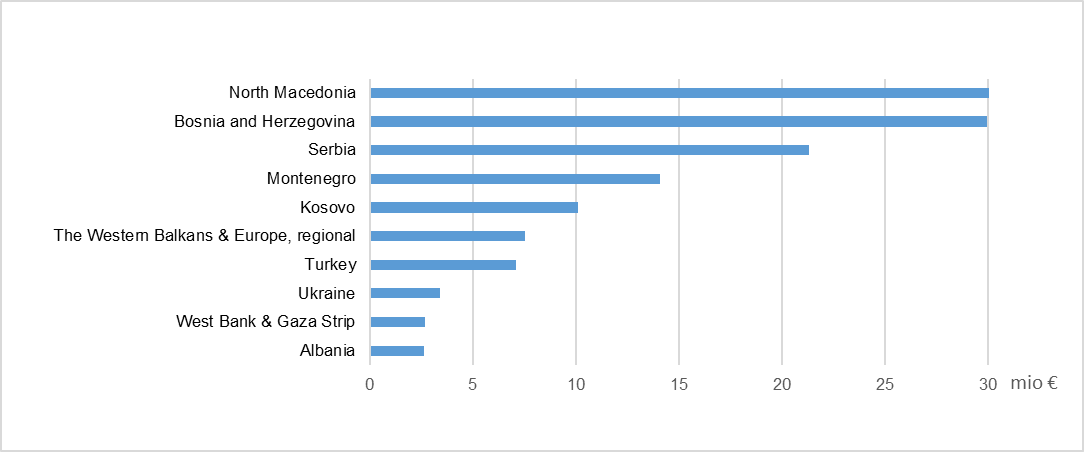 North Macedonia
Bosnia and Herzegovina
Serbia
Montenegro
Kosovo
The Western Balkans & Europe, regional
Turkey
Ukraine
West Bank & Gaza Strip
Albania
0 5 10 15 20 25 30 mio €